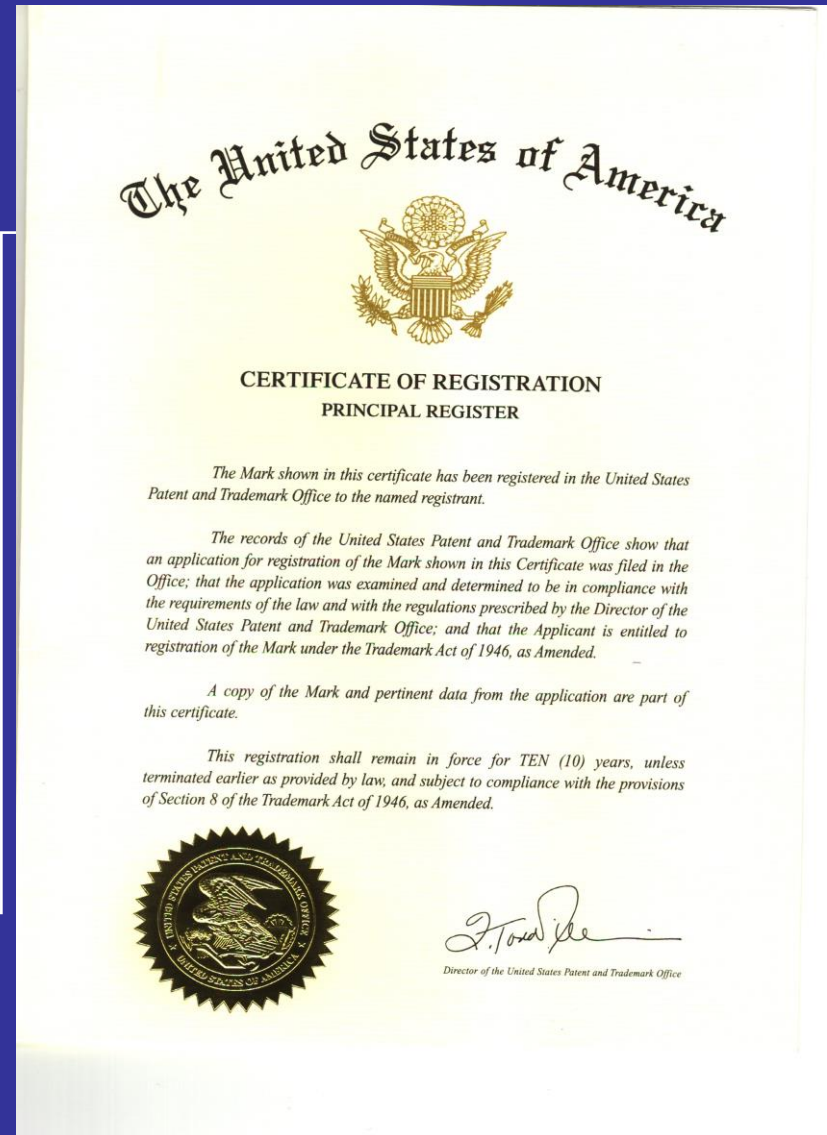 The United States of America
CERTIFICATE OF REGISTRATION
PRINCIPAL REGISTER
The Mark shown in this certificate has been registered in the United States
Patent and Trademark Office to the named registrant.
The records of the United States Patent and Trademark Office show that
an application for registration of the Mark shown in this Certificate was filed in the
Office; that the application was examined and determined to be in compliance with
the requirements of the law and with the regulations prescribed by the Director of the
United States Patent and Trademark Office; and that the Applicant is entitled to
registration of the Mark under the Trademark Act of 1946, as Amended.
A copy of the Mark and pertinent data from the application are part of
this certificate.
This registration shall remain in force for TEN (10) years, unless
terminated earlier as provided by law, and subject to compliance with the provisions
of Section 8 of the Trademark Act of 1946, as Amended.
UNITED STATES PATENT AND TRADEMARK OFFICE
UNITED STATES OF AMERICA
Director of the United States Patent and Trademark Office